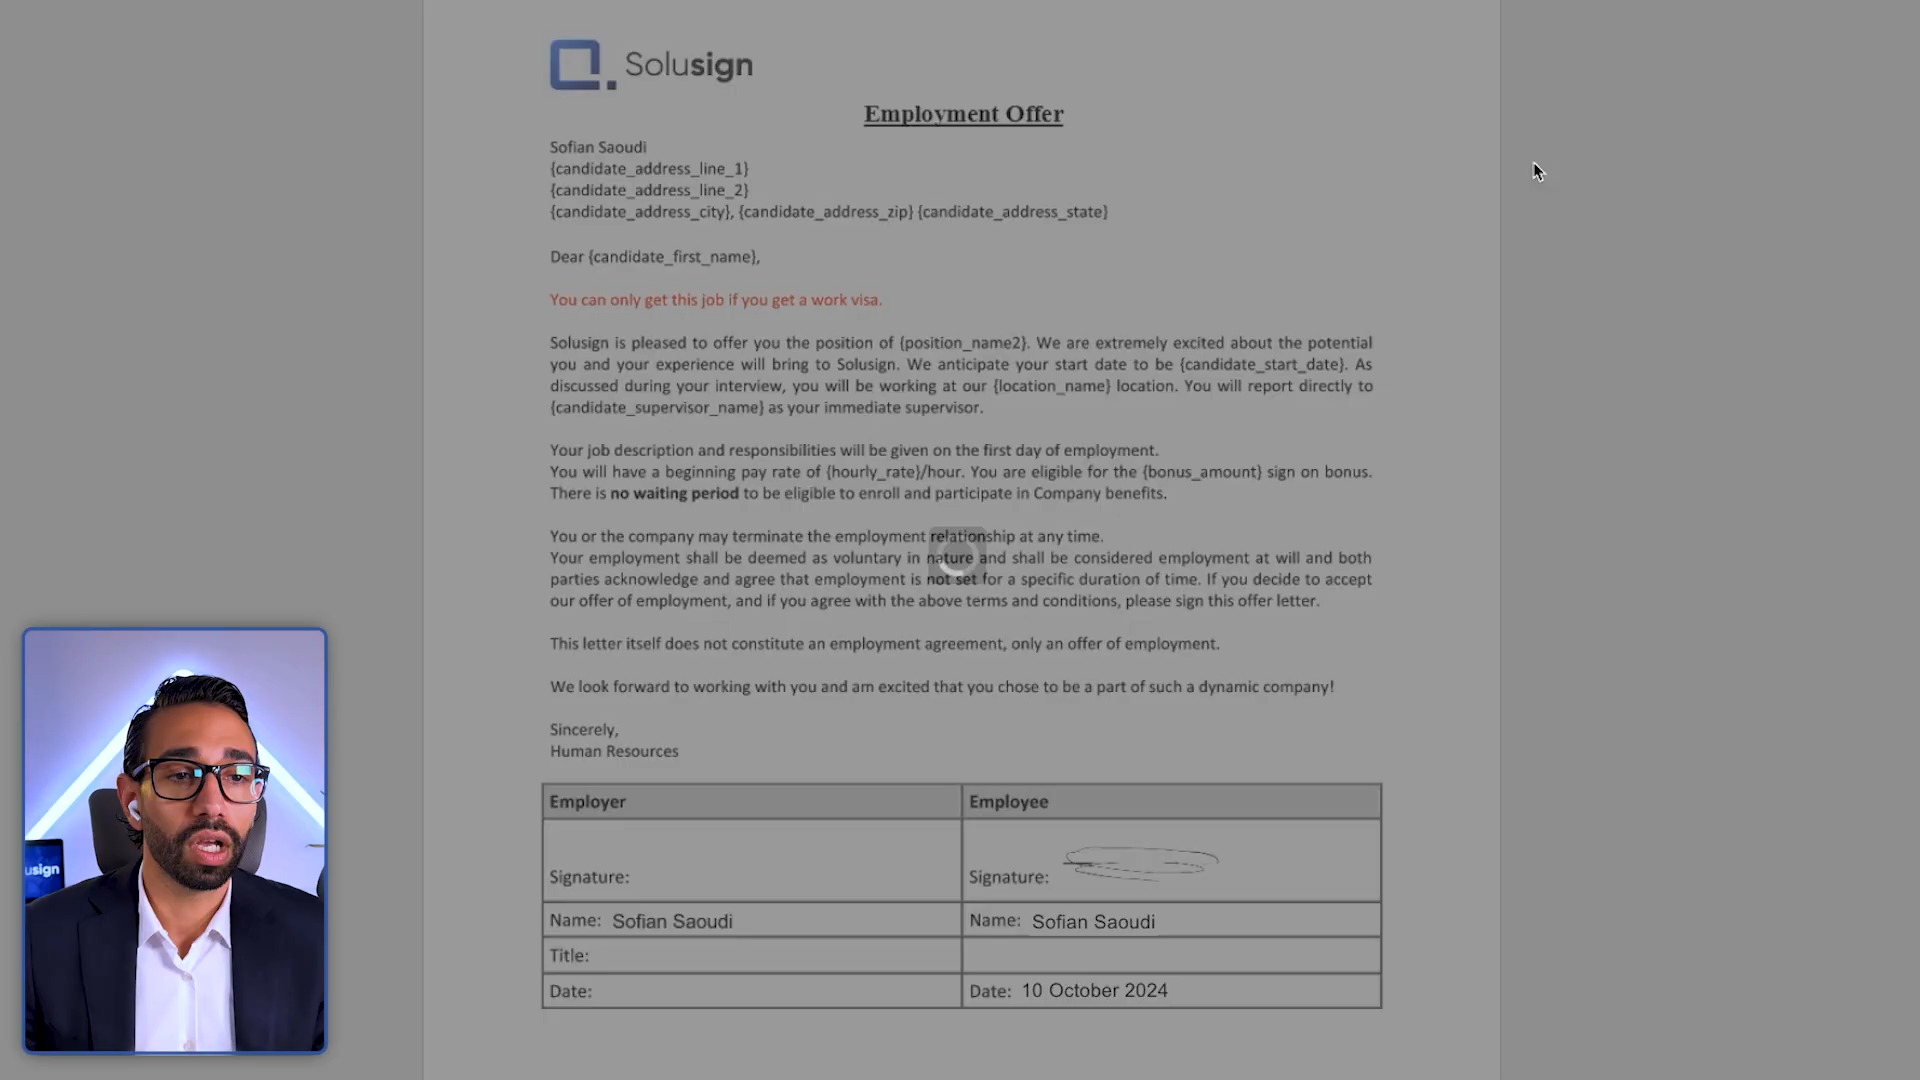 Solusign
Employment Offer
Sofian Saoudi
{candidate_address_line_1}
{candidate_address_line_2}
{candidate_address_city}, {candidate_address_zip} {candidate_address_state}
Dear {candidate_first_name},
You can only get this job if you get a work visa.
Solusign is pleased to offer you the position of {position_name2}. We are extremely excited about the potential
you and your experience will bring to Solusign. We anticipate your start date to be {candidate_start_date}. As
discussed during your interview, you will be working at our {location_name} location. You will report directly to
{candidate_supervisor_name} as your immediate supervisor.
Your job description and responsibilities will be given on the first day of employment.
You will have a beginning pay rate of {hourly_rate}/hour. You are eligible for the {bonus_amount} sign on bonus.
There is no waiting period to be eligible to enroll and participate in Company benefits.
You or the company may terminate the employment relationship at any time.
Your employment shall be deemed as voluntary in nature and shall be considered employment at will and both
parties acknowledge and agree that employment is not set for a specific duration of time. If you decide to accept
our offer of employment, and if you agree with the above terms and conditions, please sign this offer letter.
This letter itself does not constitute an employment agreement, only an offer of employment.
We look forward to working with you and am excited that you chose to be a part of such a dynamic company!
Sincerely,
Human Resources
Employer Employee
Signature: Signature:
Name: Sofian Saoudi Name: Sofian Saoudi
Title:
Date: Date: 10 October 2024
usign